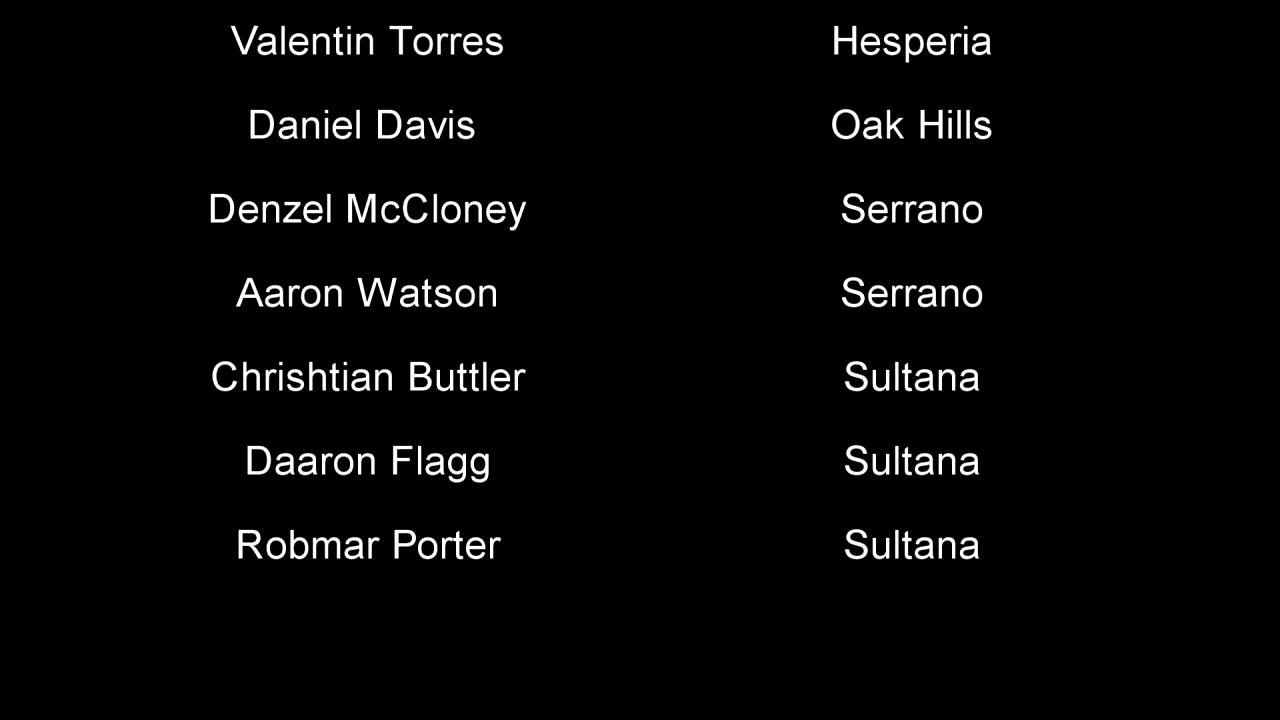 Valentin Torres Hesperia
Daniel Davis Oak Hills
Denzel McCloney Serrano
Aaron Watson Serrano
Chrishtian Buttler Sultana
Daaron Flagg Sultana
Robmar Porter Sultana